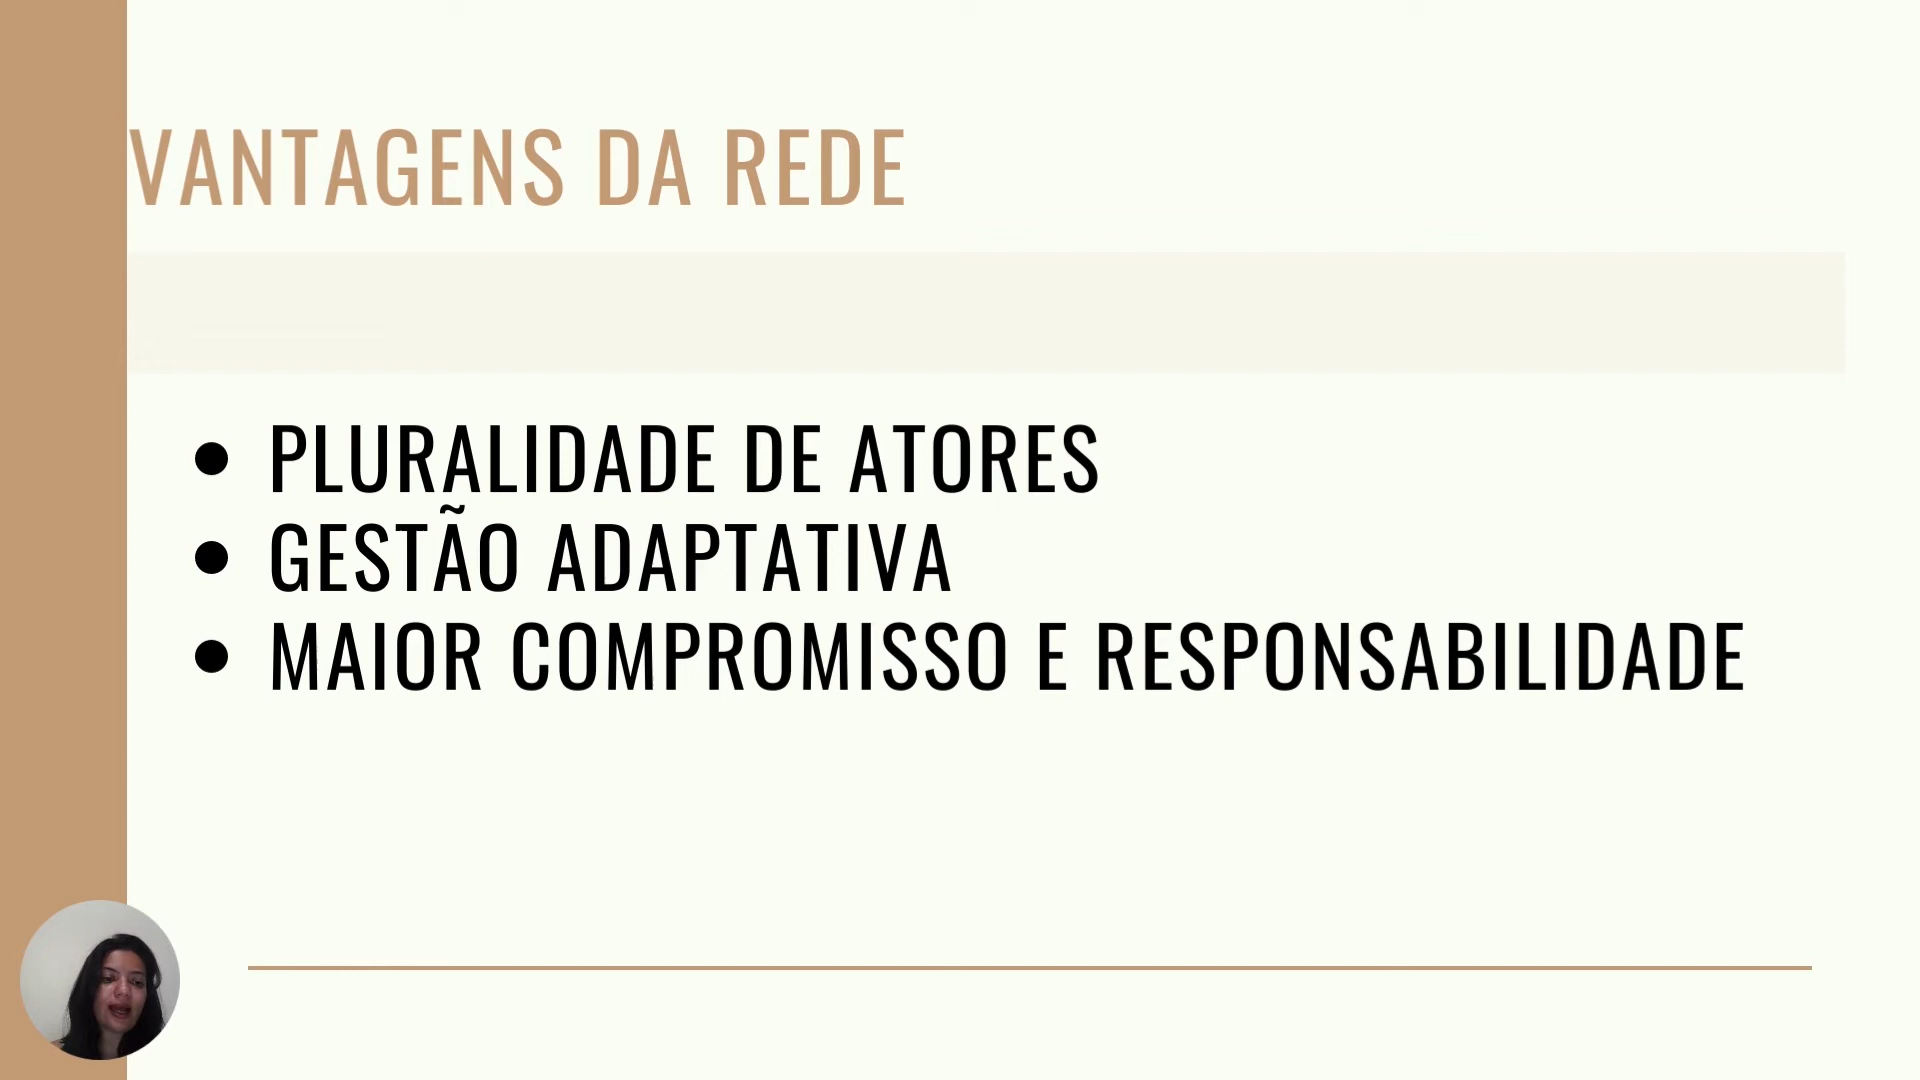 VANTAGENS DA REDE
PLURALIDADE DE ATORES
GESTÃO ADAPTATIVA
MAIOR COMPROMISSO E RESPONSABILIDADE